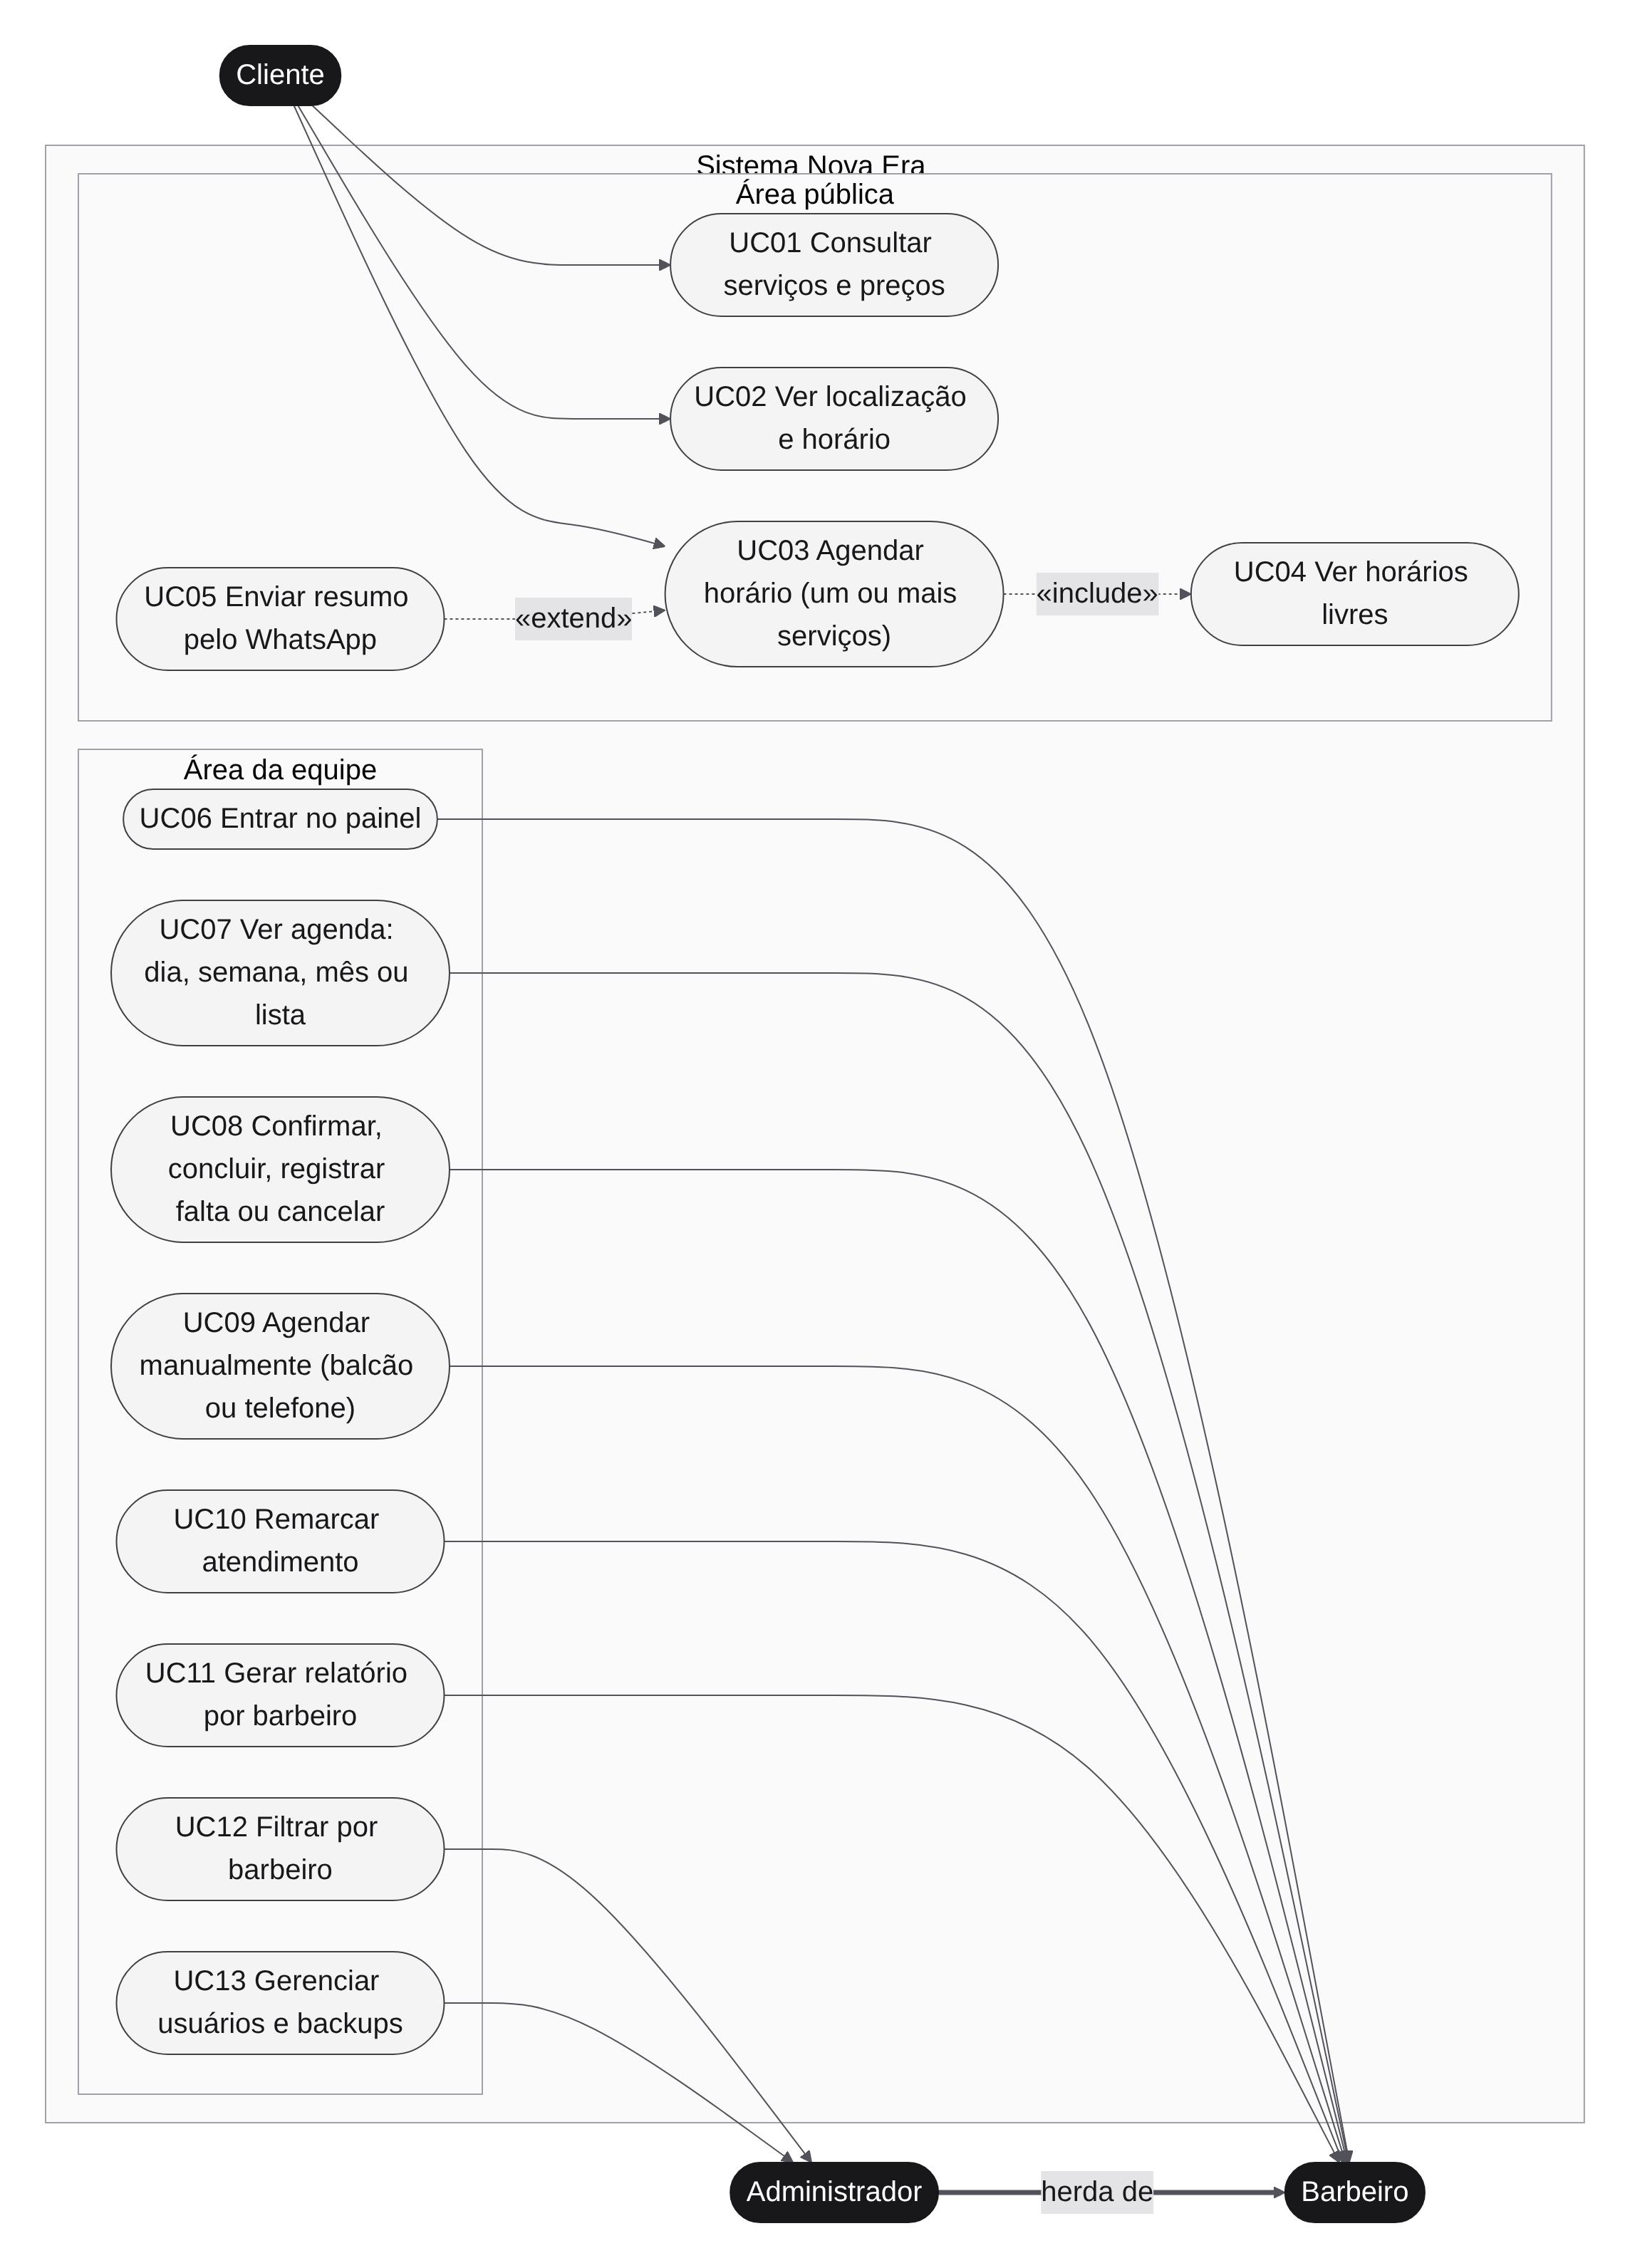 Cliente
Sistema Nova Era
Área pública
UC01 Consultar
serviços e preços
UC02 Ver localização
e horário
UC03 Agendar
horário (um ou mais
serviços)
«include»
UC04 Ver horários
livres
UC05 Enviar resumo
pelo WhatsApp
«extend»
Área da equipe
UC06 Entrar no painel
UC07 Ver agenda:
dia, semana, mês ou
lista
UC08 Confirmar,
concluir, registrar
falta ou cancelar
UC09 Agendar
manualmente (balcão
ou telefone)
UC10 Remarcar
atendimento
UC11 Gerar relatório
por barbeiro
UC12 Filtrar por
barbeiro
UC13 Gerenciar
usuários e backups
Administrador
herda de
Barbeiro